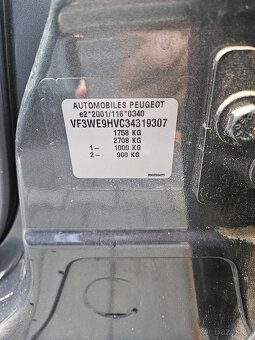 AUTOMOBILES PEUGEOT
e2*2001/116*0340
VF3WE9HVC34319307
1758 KG
2708 KG
1- 1000 KG
2- 900 KG